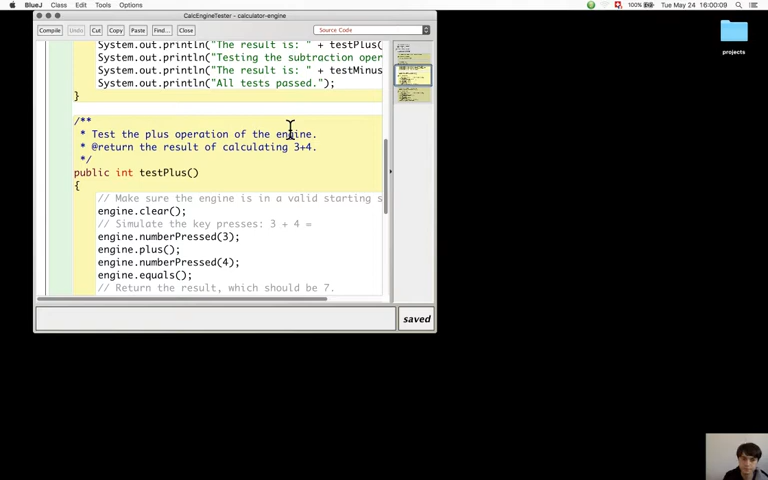 BlueJ Class Edit Tools Options 100% Tue May 24 16:00:09
CalcEngineTester - calculator-engine
Compile Undo Cut Copy Paste Find... Close Source Code
System.out.println("The result is: " + testPlus(
System.out.println("Testing the subtraction oper
System.out.println("The result is: " + testMinus
System.out.println("All tests passed.");
}
/**
* Test the plus operation of the engine.
* @return the result of calculating 3+4.
*/
public int testPlus()
{
// Make sure the engine is in a valid starting s
engine.clear();
// Simulate the key presses: 3 + 4 =
engine.numberPressed(3);
engine.plus();
engine.numberPressed(4);
engine.equals();
// Return the result, which should be 7.
saved
projects